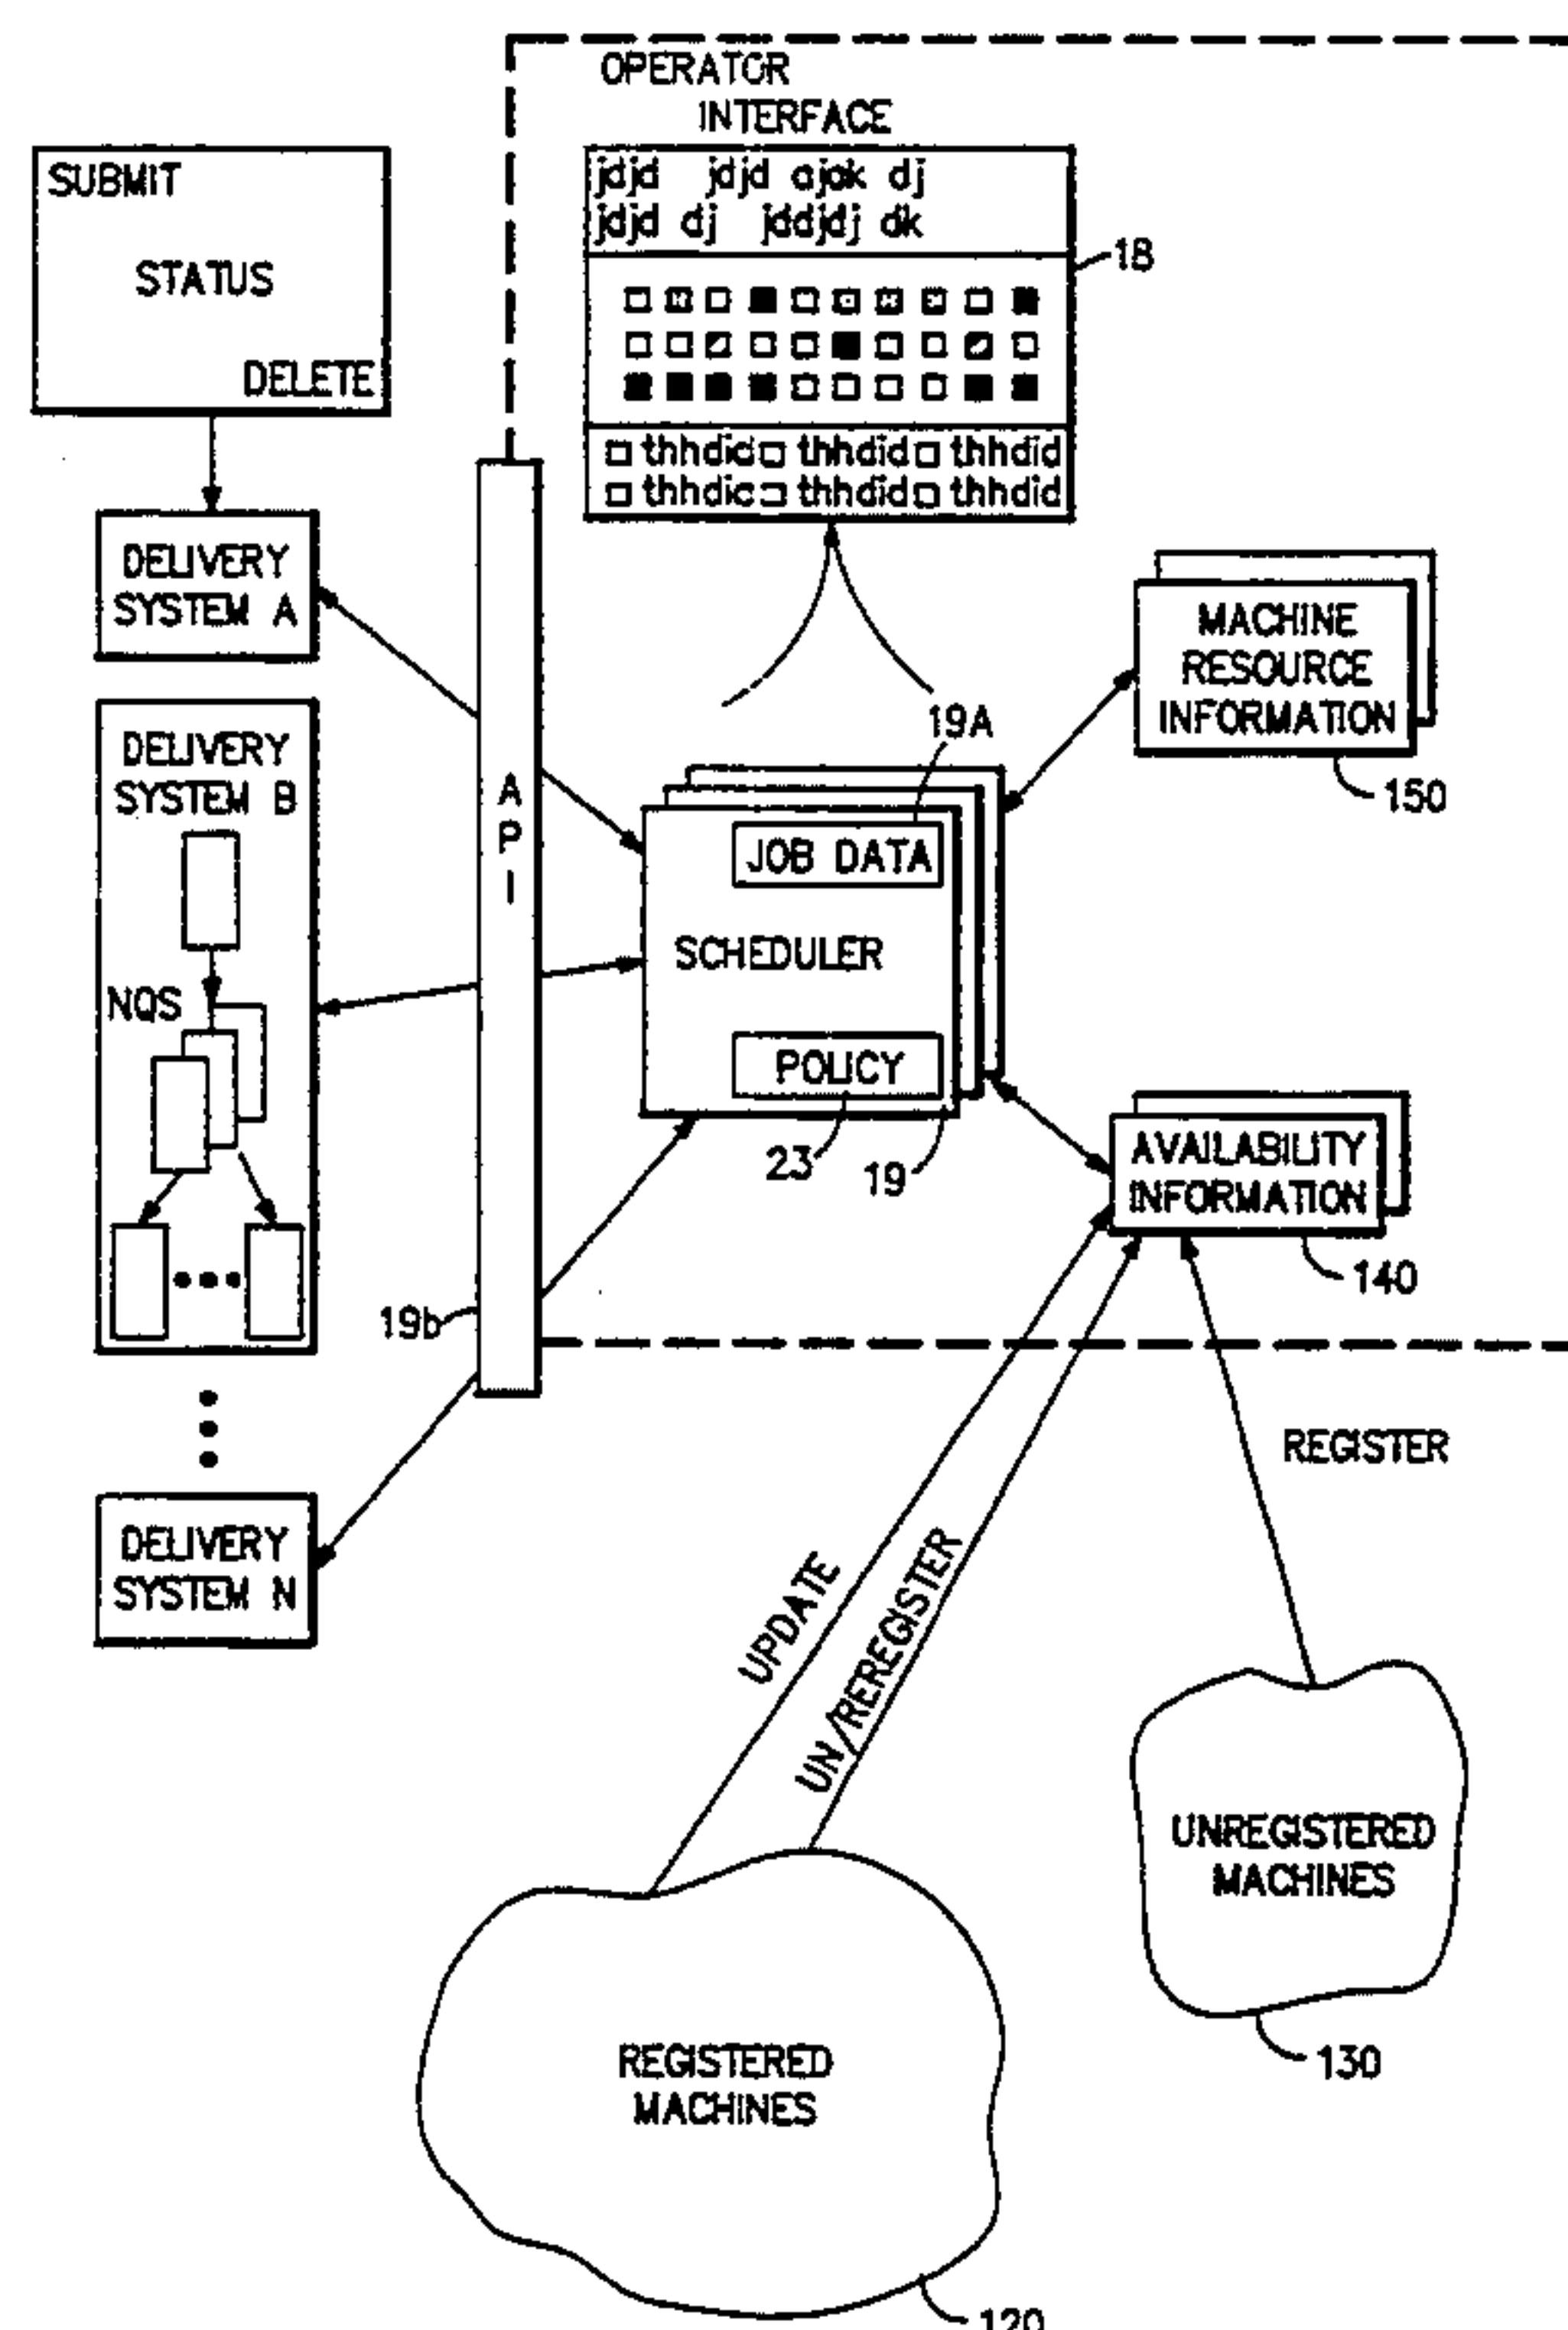 OPERATOR
INTERFACE
SUBMIT
STATUS
DELETE
jdjd jdjd ajak dj
jdjd dj jddjdj dk
18
thhdid thhdid thhdid
thhdic thhdid thhdid
DELIVERY
SYSTEM A
MACHINE
RESOURCE
INFORMATION
150
19A
DELIVERY
SYSTEM B
NQS
API
JOB DATA
SCHEDULER
POLICY
23
19
AVAILABILITY
INFORMATION
140
19b
REGISTER
DELIVERY
SYSTEM N
UPDATE
UN/REREGISTER
UNREGISTERED
MACHINES
130
REGISTERED
MACHINES
120